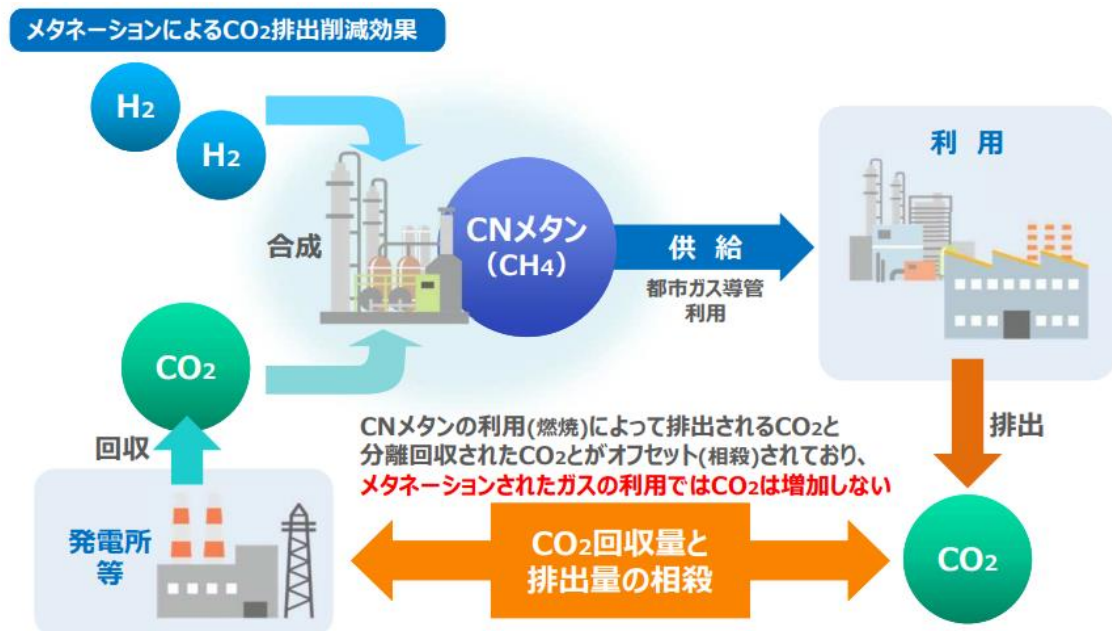 メタネーションによるCO2排出削減効果
H2
H2
合成
CNメタン
（CH4）
供 給
都市ガス導管
利用
利 用
CO2
回収
発電所
等
排出
CO2
CNメタンの利用(燃焼)によって排出されるCO2と
分離回収されたCO2とがオフセット(相殺)されており、
メタネーションされたガスの利用ではCO2は増加しない
CO2回収量と
排出量の相殺